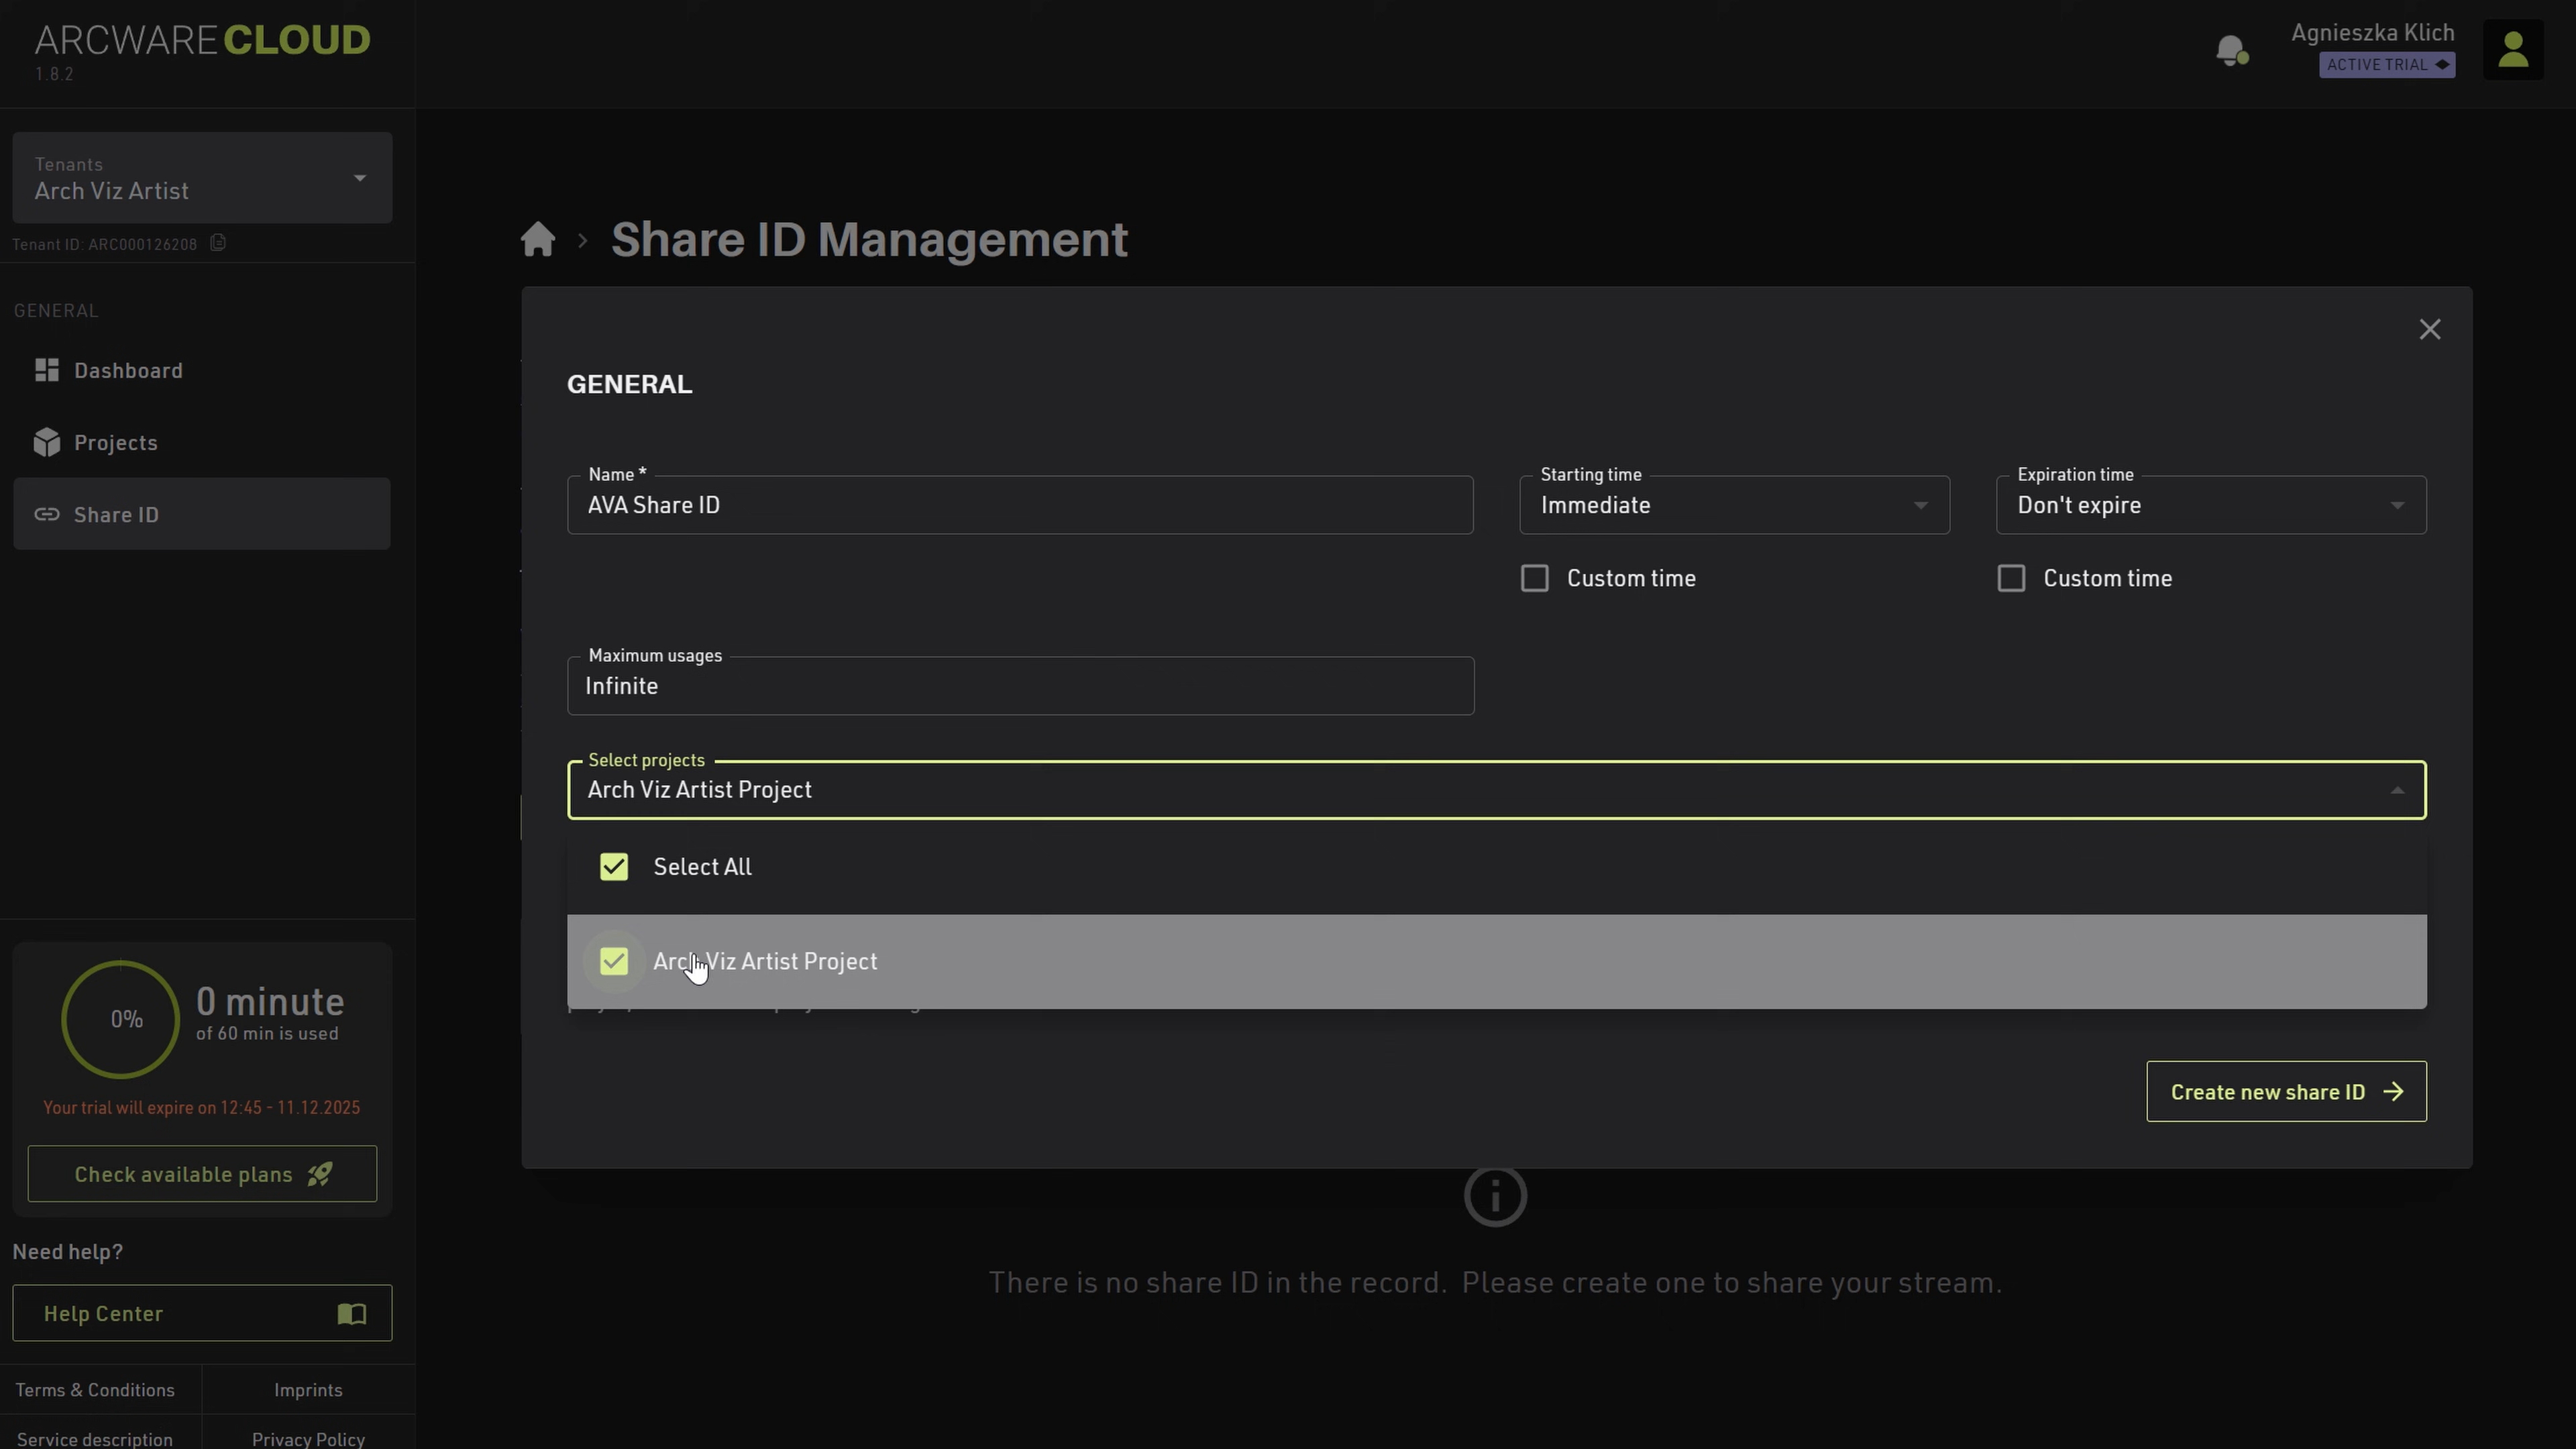 ARCWARECLOUD
1.8.2
Agnieszka Klich
ACTIVE TRIAL
Tenants
Arch Viz Artist
Tenant ID: ARC000126208
GENERAL
Dashboard
Projects
Share ID
Share ID Management
GENERAL
Name *
AVA Share ID
Starting time
Immediate
Expiration time
Don't expire
Custom time
Custom time
Maximum usages
Infinite
Select projects
Arch Viz Artist Project
Select All
Arch Viz Artist Project
Create new share ID
There is no share ID in the record. Please create one to share your stream.
0%
0 minute
of 60 min is used
Your trial will expire on 12:45 - 11.12.2025
Check available plans
Need help?
Help Center
Terms & Conditions
Imprints
Service description
Privacy Policy